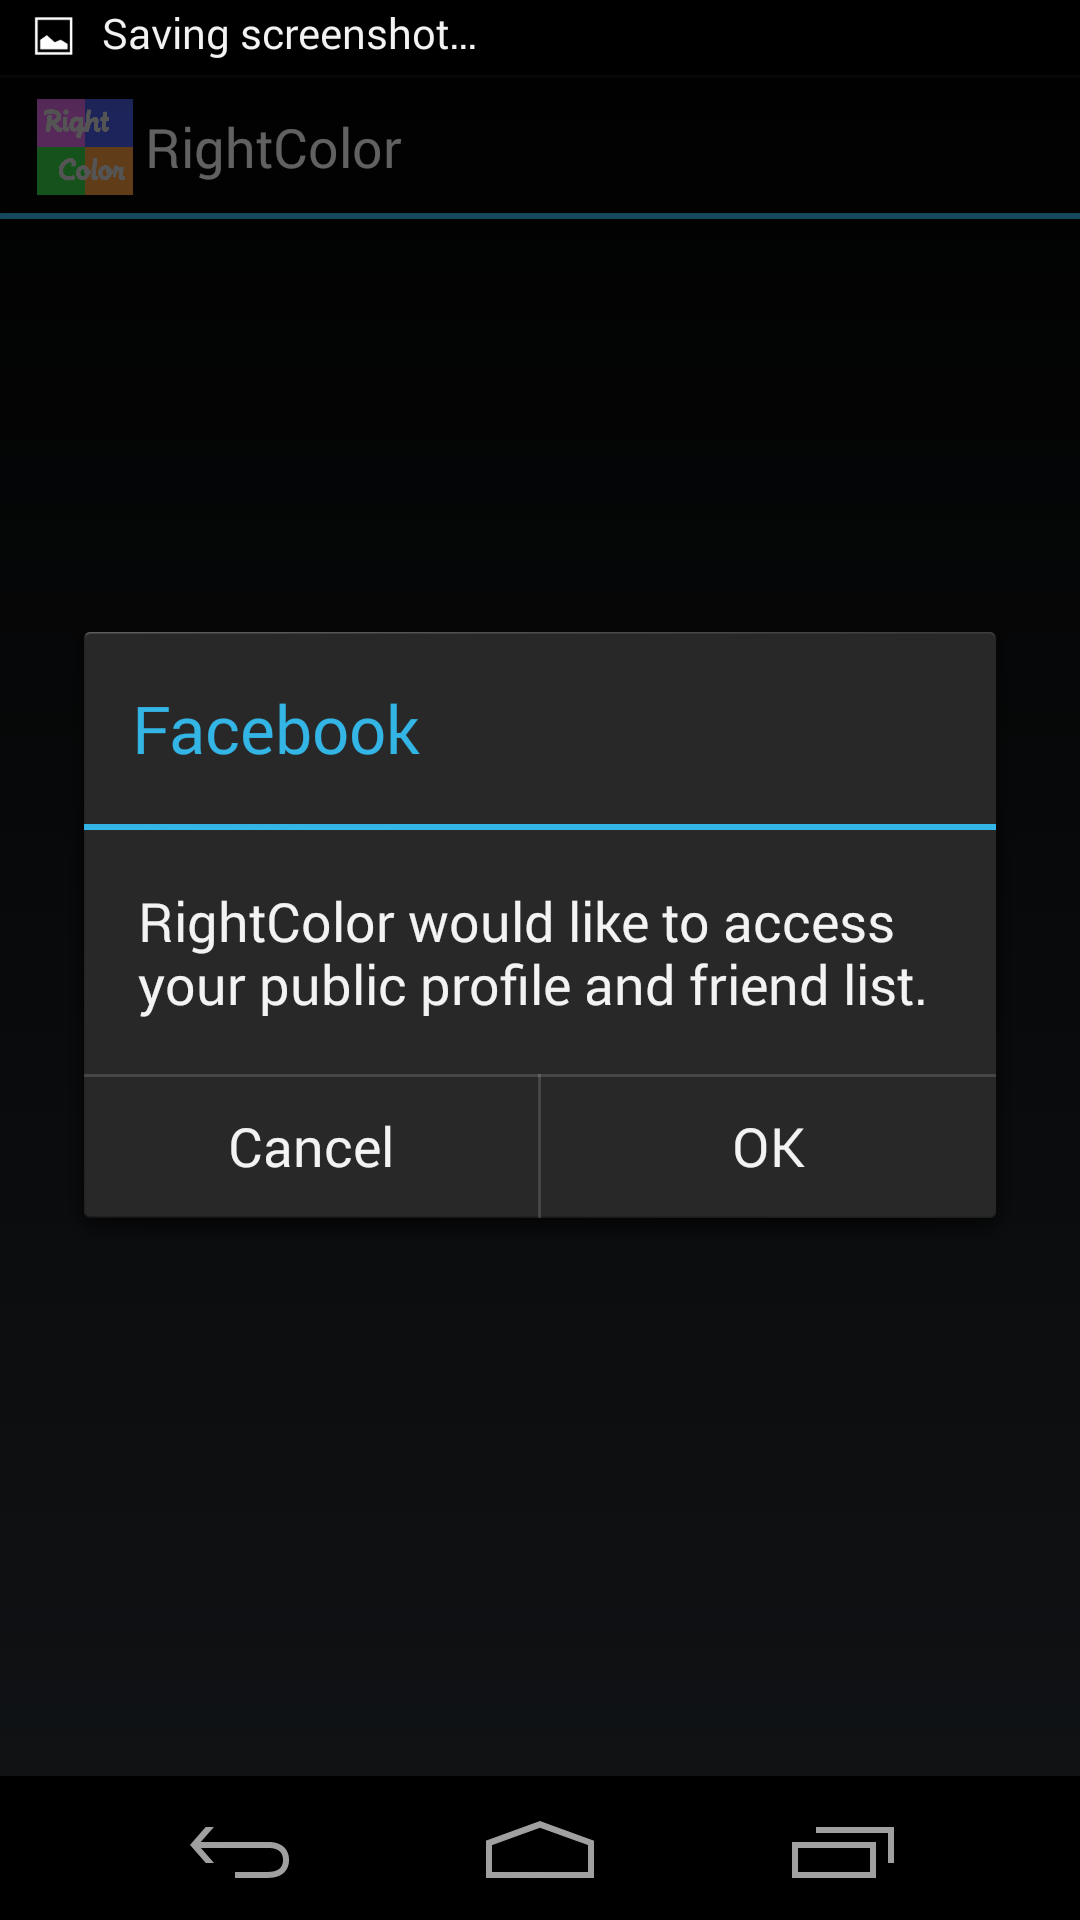 Saving screenshot...
Right
Color
RightColor
Facebook
RightColor would like to access
your public profile and friend list.
Cancel
OK